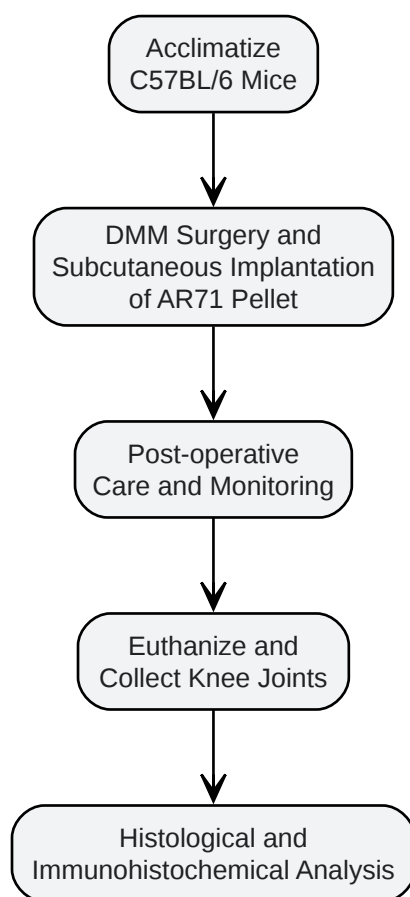 Acclimatize
C57BL/6 Mice
DMM Surgery and
Subcutaneous Implantation
of AR71 Pellet
Post-operative
Care and Monitoring
Euthanize and
Collect Knee Joints
Histological and
Immunohistochemical Analysis